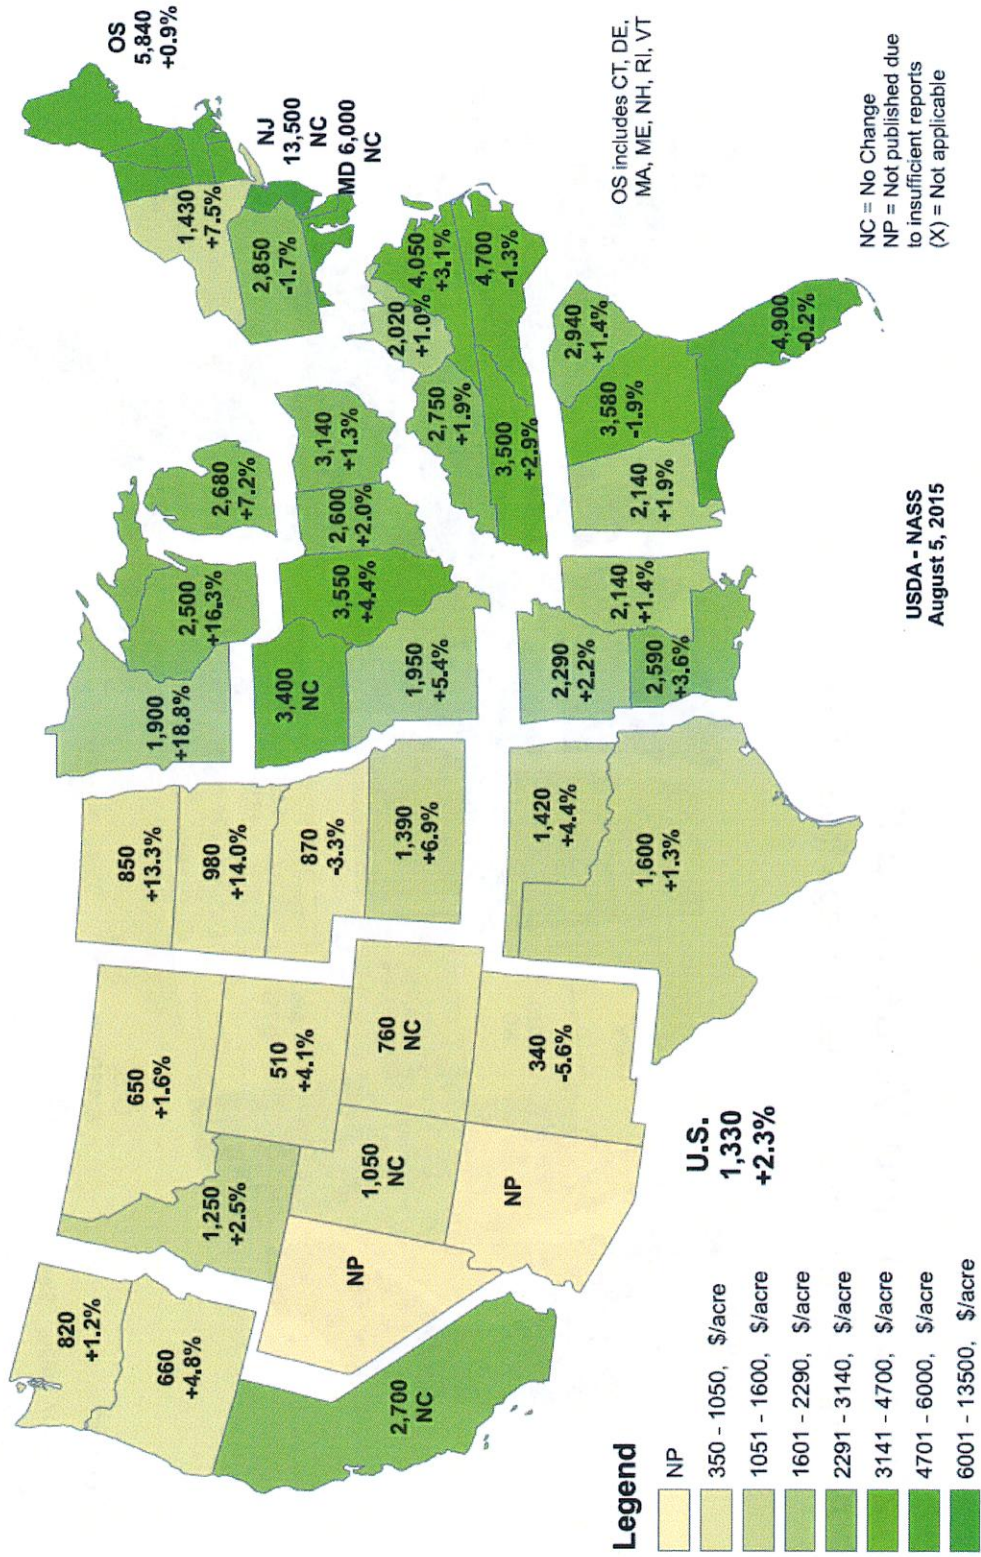 820
+1.2%
660
+4.8%
2,700
NC
NP
1,250
+2.5%
650
+1.6%
510
+4.1%
1,050
NC
760
NC
NP
340
-5.6%
850
+13.3%
980
+14.0%
870
-3.3%
1,390
+6.9%
1,420
+4.4%
1,600
+1.3%
1,900
+18.8%
2,500
+16.3%
2,680
+7.2%
3,400
NC
3,550
+4.4%
1,950
+5.4%
2,600
+2.0%
3,140
+1.3%
2,290
+2.2%
2,590
+3.6%
2,140
+1.4%
2,140
+1.9%
3,580
-1.9%
2,940
+1.4%
4,900
-0.2%
2,750
+1.9%
3,500
+2.9%
2,020
+1.0%
4,050
+3.1%
4,700
-1.3%
1,430
+7.5%
2,850
-1.7%
OS
5,840
+0.9%
NJ
13,500
NC
MD 6,000
NC
U.S.
1,330
+2.3%
OS includes CT, DE,
MA, ME, NH, RI, VT
NC = No Change
NP = Not published due
to insufficient reports
(X) = Not applicable
USDA - NASS
August 5, 2015
Legend
NP
350 - 1050, $/acre
1051 - 1600, $/acre
1601 - 2290, $/acre
2291 - 3140, $/acre
3141 - 4700, $/acre
4701 - 6000, $/acre
6001 - 13500, $/acre